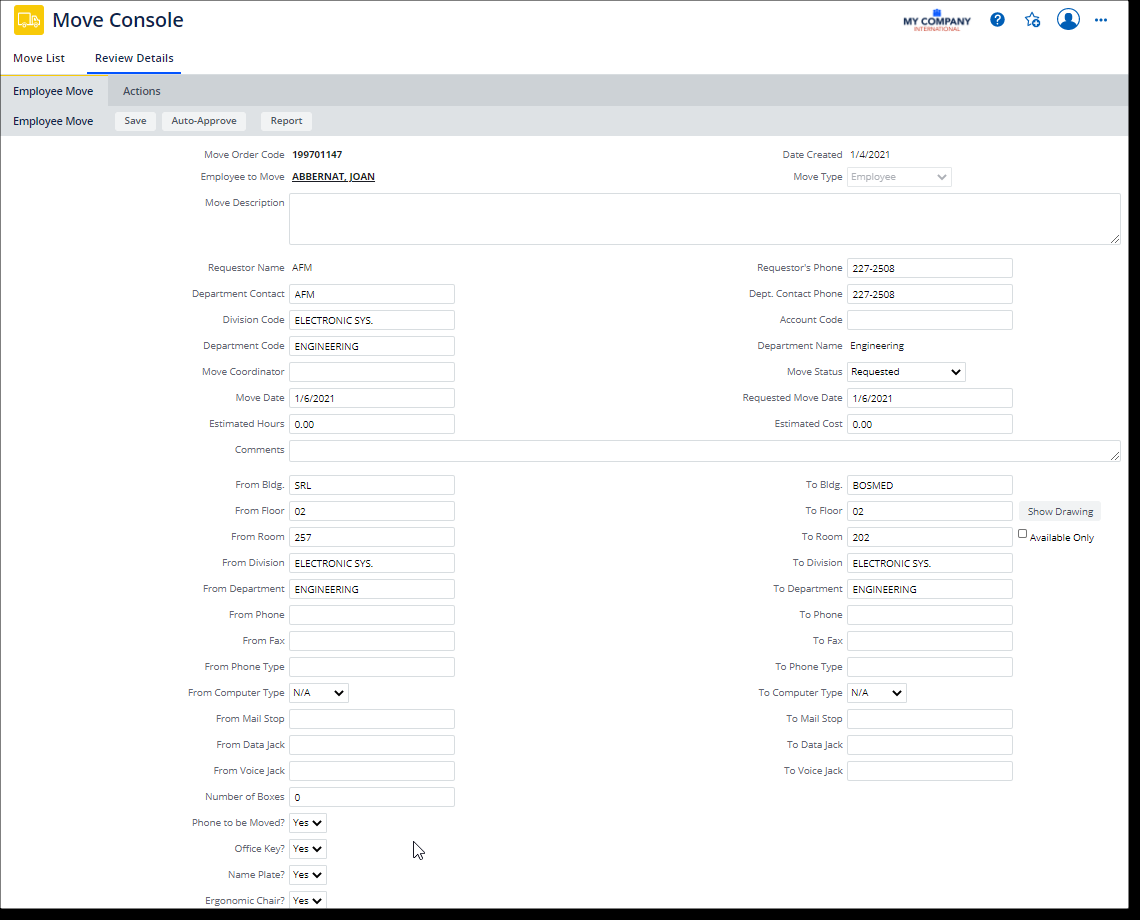 Move Console
MY COMPANY
INTERNATIONAL
Move List Review Details
Employee Move Actions
Employee Move Save Auto-Approve Report
Move Order Code 199701147 Date Created 1/4/2021
Employee to Move ABBERNAT, JOAN Move Type Employee
Move Description
Requestor Name AFM Requestor's Phone 227-2508
Department Contact AFM Dept. Contact Phone 227-2508
Division Code ELECTRONIC SYS. Account Code
Department Code ENGINEERING Department Name Engineering
Move Coordinator Move Status Requested
Move Date 1/6/2021 Requested Move Date 1/6/2021
Estimated Hours 0.00 Estimated Cost 0.00
Comments
From Bldg. SRL To Bldg. BOSMED
From Floor 02 To Floor 02 Show Drawing
From Room 257 To Room 202 Available Only
From Division ELECTRONIC SYS. To Division ELECTRONIC SYS.
From Department ENGINEERING To Department ENGINEERING
From Phone To Phone
From Fax To Fax
From Phone Type To Phone Type
From Computer Type N/A To Computer Type N/A
From Mail Stop To Mail Stop
From Data Jack To Data Jack
From Voice Jack To Voice Jack
Number of Boxes 0
Phone to be Moved? Yes
Office Key? Yes
Name Plate? Yes
Ergonomic Chair? Yes